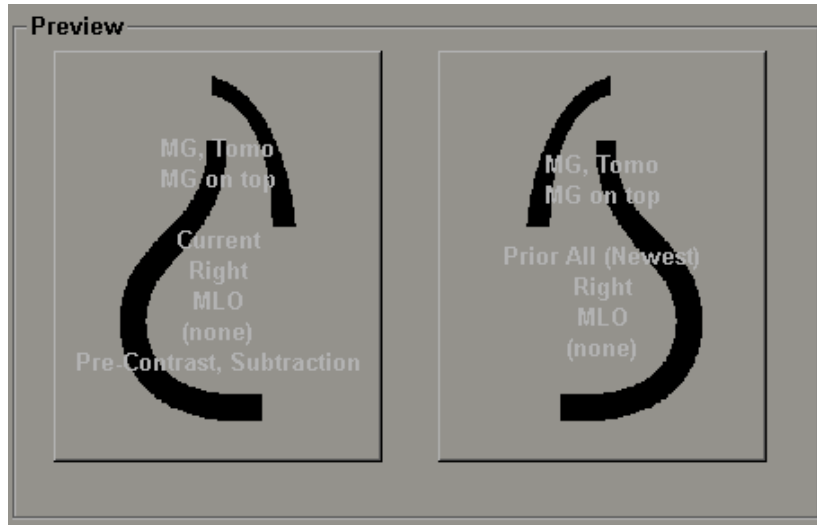 Preview
MG, Tomo
MG on top
Current
Right
MLO
(none)
Pre-Contrast, Subtraction
MG, Tomo
MG on top
Prior All (Newest)
Right
MLO
(none)